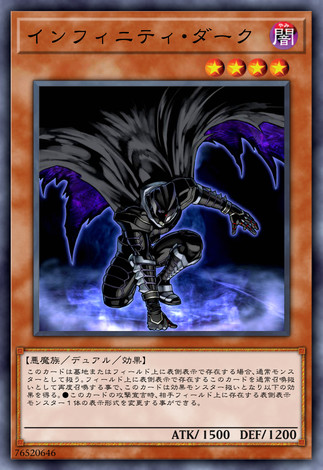 インフィニティ・ダーク
やみ
闇
【悪魔族／デュアル／効果】
このカードは墓地またはフィールド上に表側表示で存在する場合、通常モン
スターとして扱う。フィールド上に表側表示で存在するこのカードを通常召喚扱
いとして再度召喚する事で、このカードは効果モンスター扱いとなり以下の効
果を得る。●このカードの攻撃宣言時、相手フィールド上に存在する表側表示
モンスター１体の表示形式を変更する事ができる。
ATK/1500 DEF/1200
76520646